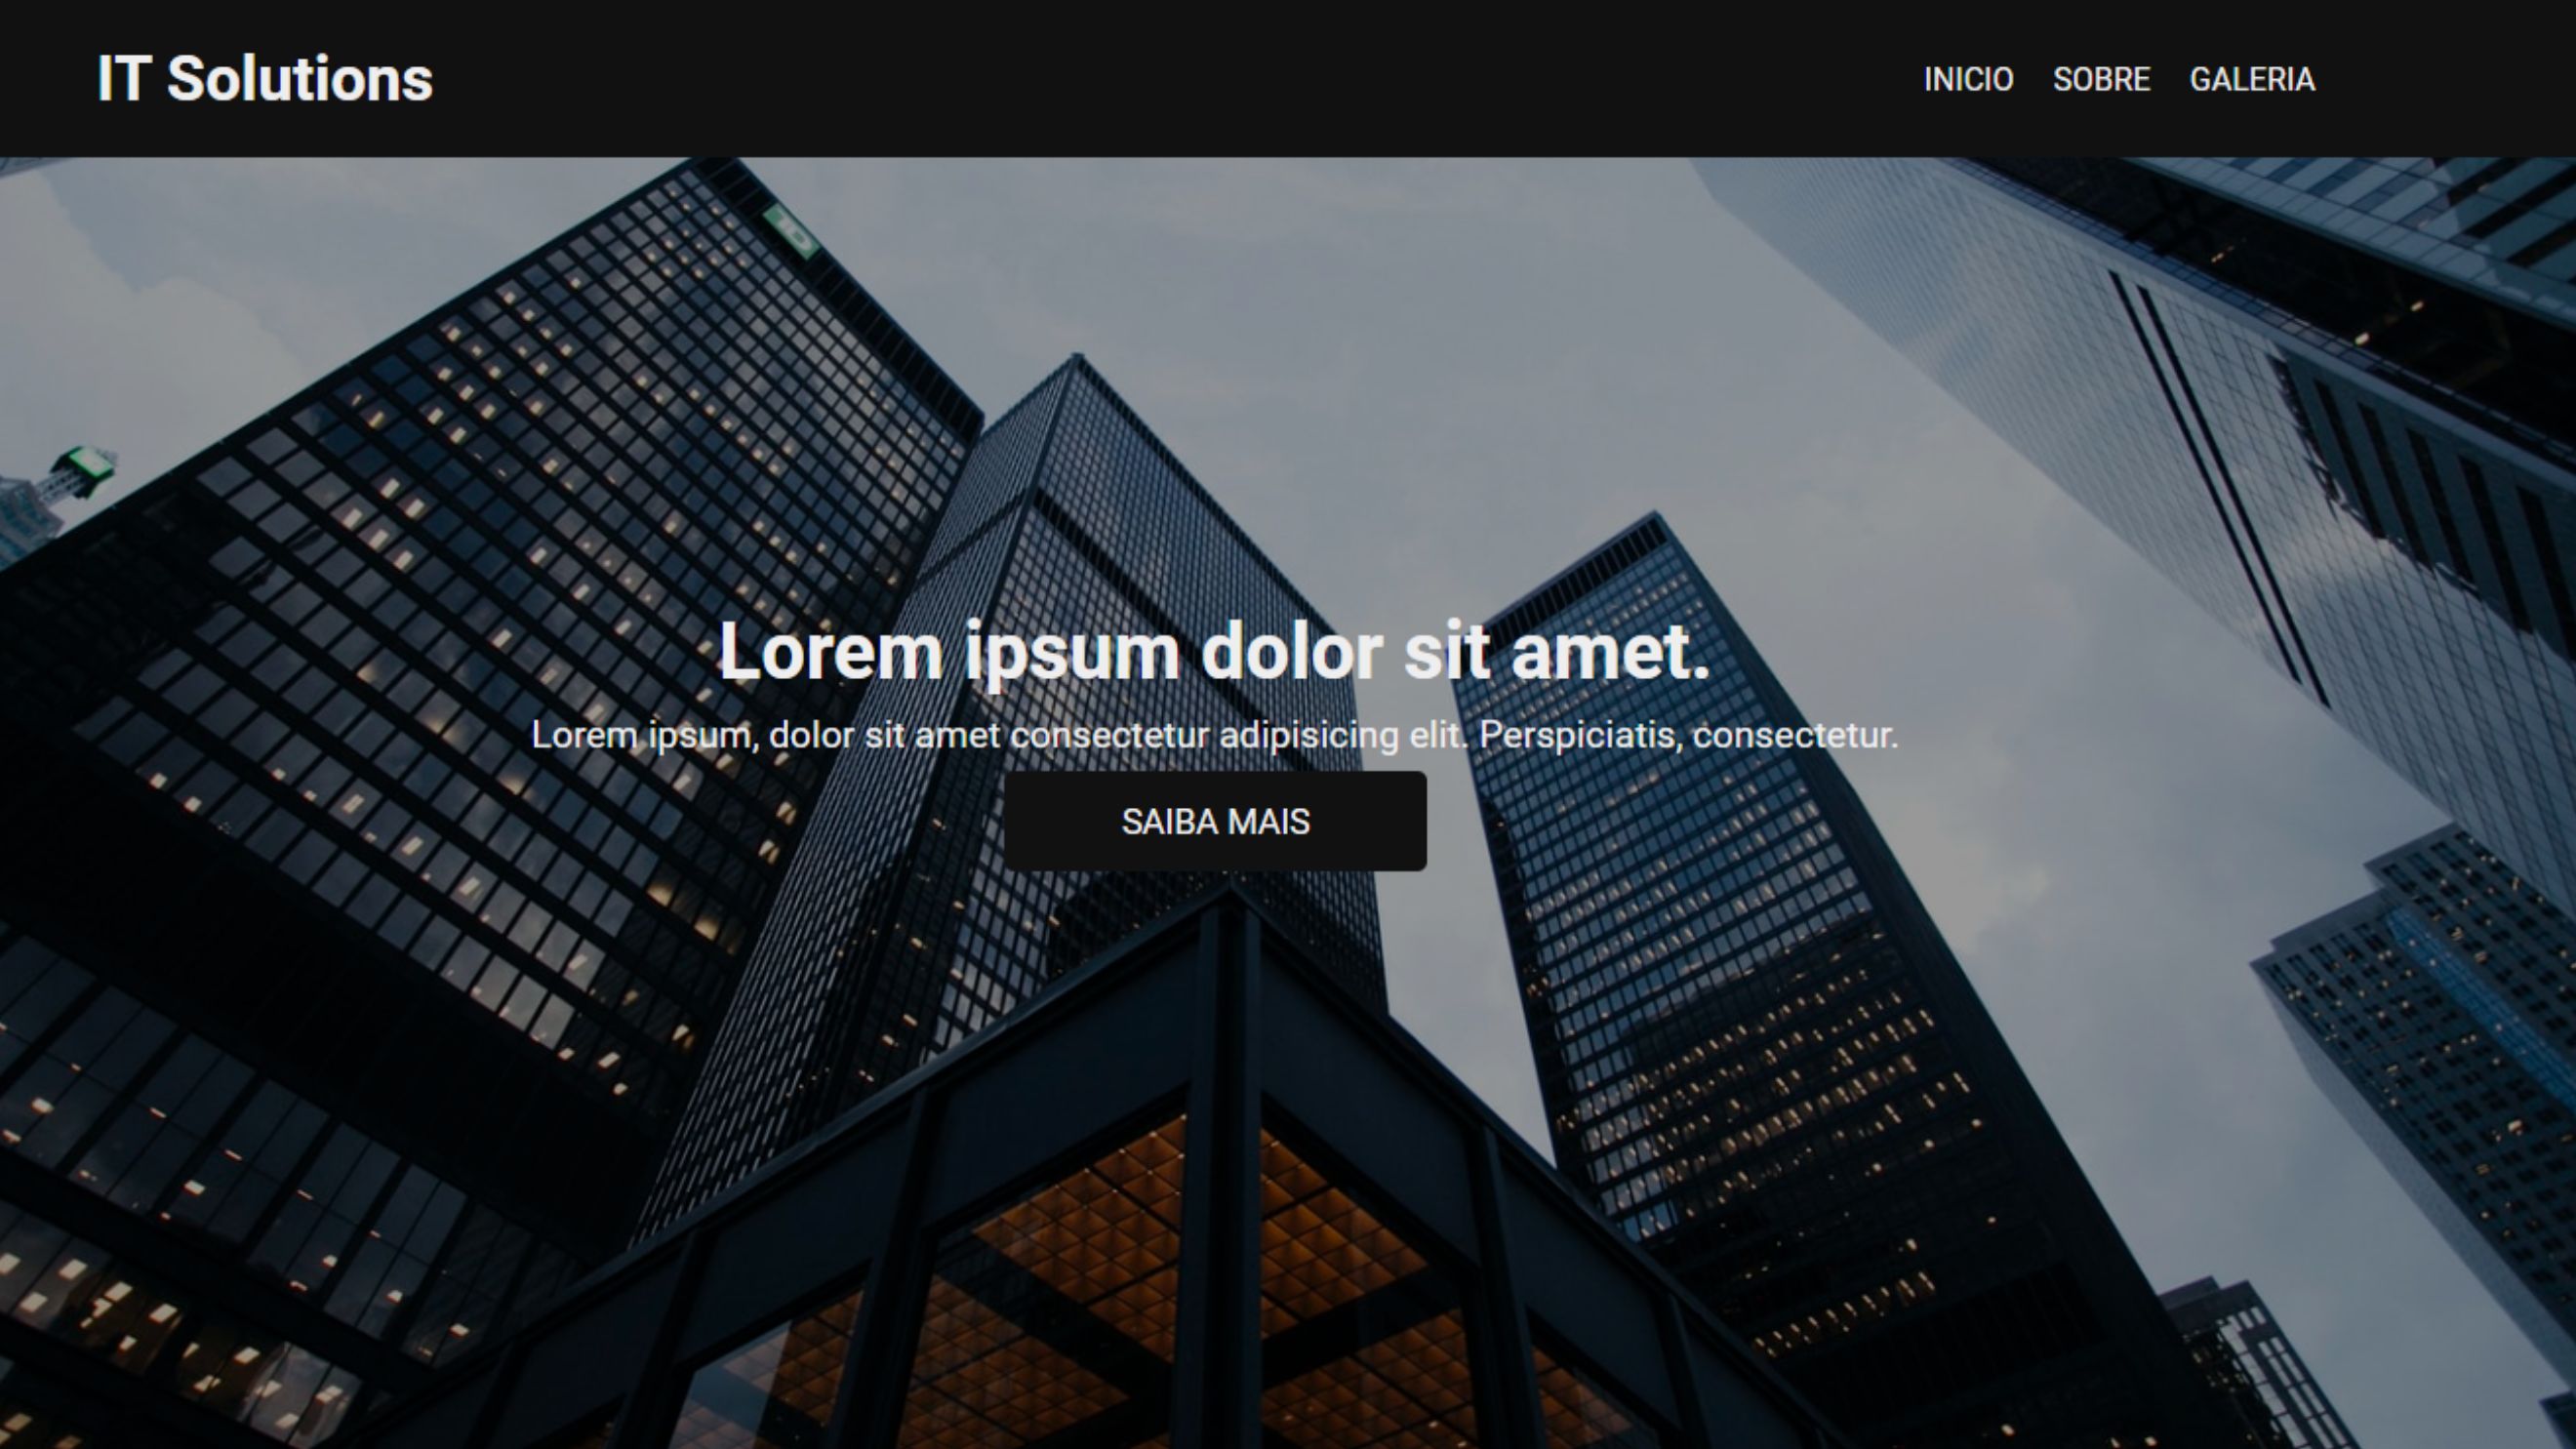 IT Solutions
INICIO SOBRE GALERIA
Lorem ipsum dolor sit amet.
Lorem ipsum, dolor sit amet consectetur adipisicing elit. Perspiciatis, consectetur.
SAIBA MAIS